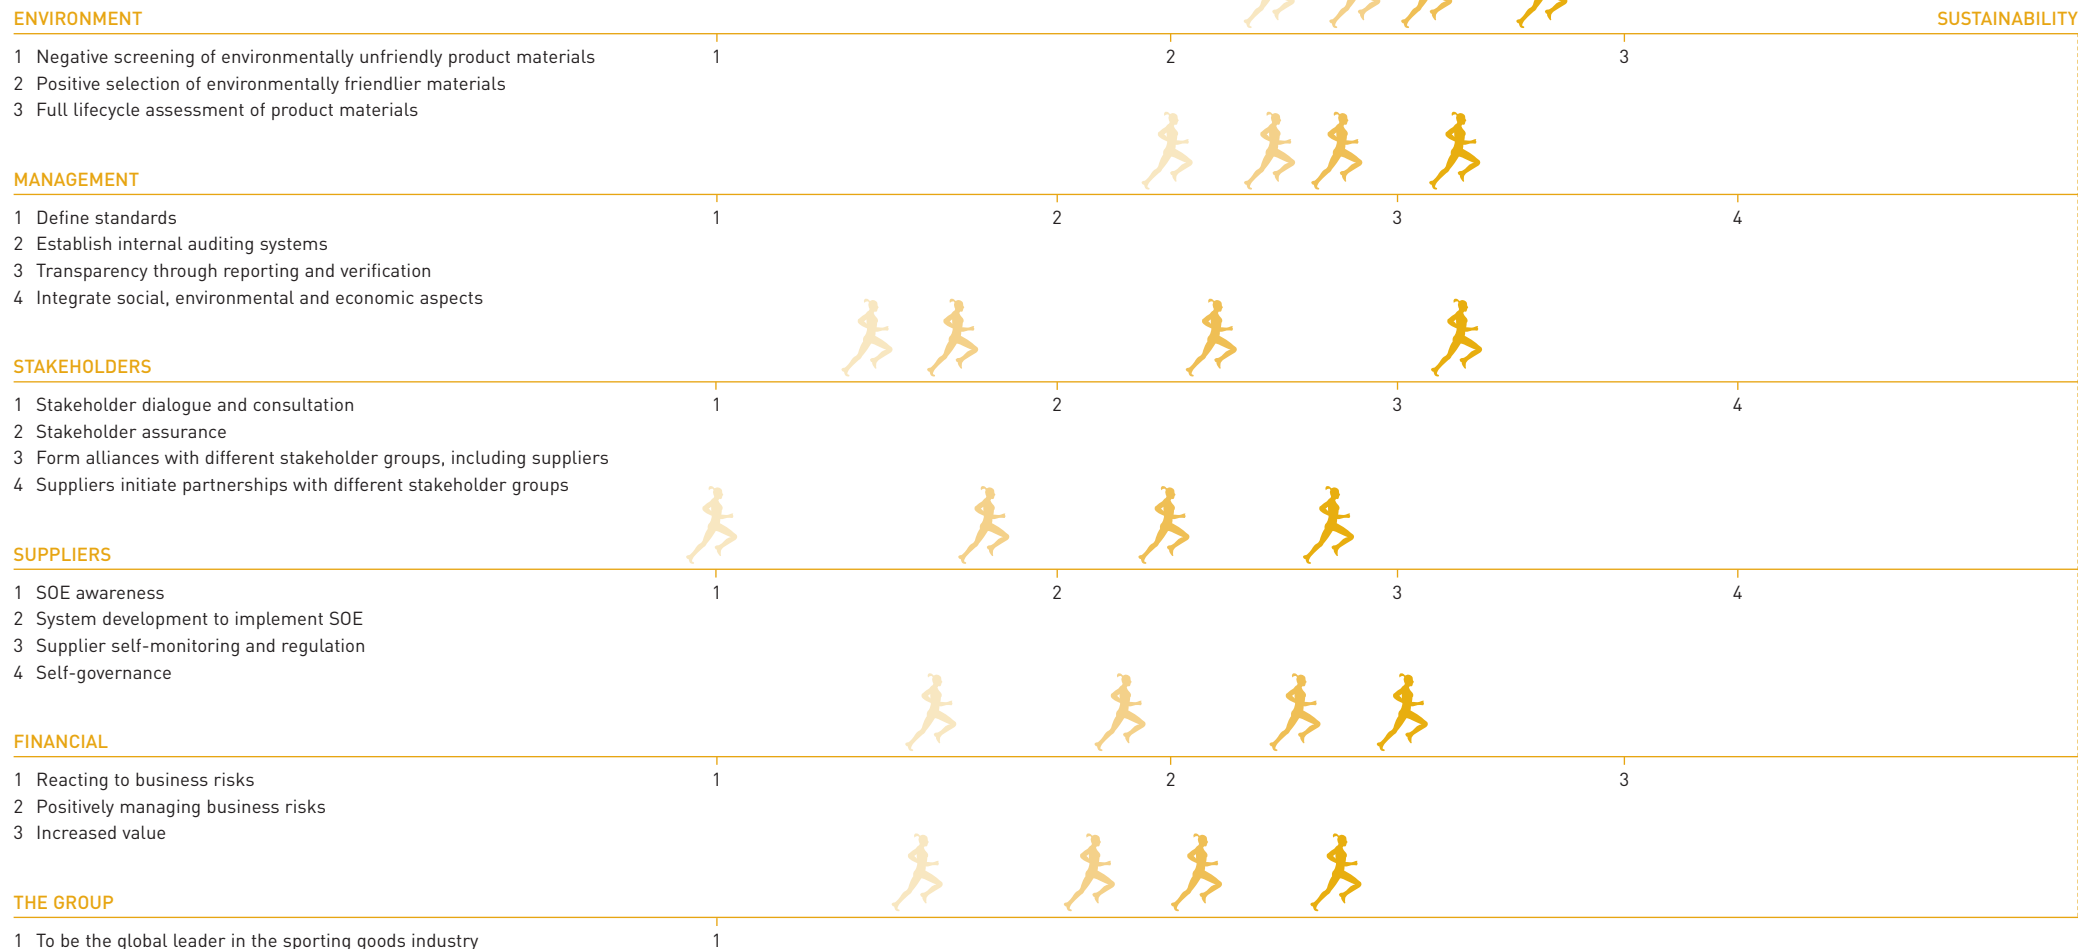 ENVIRONMENT SUSTAINABILITY
1 Negative screening of environmentally unfriendly product materials 1 2 3
2 Positive selection of environmentally friendlier materials
3 Full lifecycle assessment of product materials
MANAGEMENT
1 Define standards 1 2 3 4
2 Establish internal auditing systems
3 Transparency through reporting and verification
4 Integrate social, environmental and economic aspects
STAKEHOLDERS
1 Stakeholder dialogue and consultation 1 2 3 4
2 Stakeholder assurance
3 Form alliances with different stakeholder groups, including suppliers
4 Suppliers initiate partnerships with different stakeholder groups
SUPPLIERS
1 SOE awareness 1 2 3 4
2 System development to implement SOE
3 Supplier self-monitoring and regulation
4 Self-governance
FINANCIAL
1 Reacting to business risks 1 2 3
2 Positively managing business risks
3 Increased value
THE GROUP
1 To be the global leader in the sporting goods industry 1